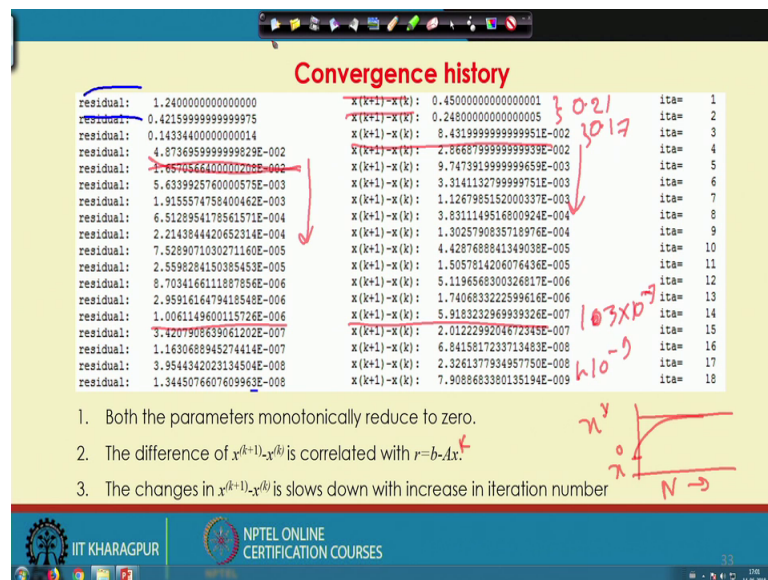 Convergence history
residual: 1.2400000000000000 x(k+1)-x(k): 0.45000000000000001 ita= 1
residual: 0.42159999999999975 x(k+1)-x(k): 0.24800000000000005 ita= 2
residual: 0.14334400000000014 x(k+1)-x(k): 8.4319999999999951E-002 ita= 3
residual: 4.8736959999999829E-002 x(k+1)-x(k): 2.8668799999999939E-002 ita= 4
residual: 1.6570566400000208E-002 x(k+1)-x(k): 9.7473919999999659E-003 ita= 5
residual: 5.6339925760000575E-003 x(k+1)-x(k): 3.3141132799999751E-003 ita= 6
residual: 1.9155574758400462E-003 x(k+1)-x(k): 1.1267985152000337E-003 ita= 7
residual: 6.5128954178561571E-004 x(k+1)-x(k): 3.8311149516800924E-004 ita= 8
residual: 2.2143844420652314E-004 x(k+1)-x(k): 1.3025790835718976E-004 ita= 9
residual: 7.5289071030271160E-005 x(k+1)-x(k): 4.4287688841349038E-005 ita= 10
residual: 2.5598284150385453E-005 x(k+1)-x(k): 1.5057814206076436E-005 ita= 11
residual: 8.7034166111887856E-006 x(k+1)-x(k): 5.1196568300326817E-006 ita= 12
residual: 2.9591616479418548E-006 x(k+1)-x(k): 1.7406833222599616E-006 ita= 13
residual: 1.0061149600115726E-006 x(k+1)-x(k): 5.9183232969939326E-007 ita= 14
residual: 3.4207908639061202E-007 x(k+1)-x(k): 2.0122299204672345E-007 ita= 15
residual: 1.1630688945274414E-007 x(k+1)-x(k): 6.8415817233713483E-008 ita= 16
residual: 3.9544342023134504E-008 x(k+1)-x(k): 2.3261377934957750E-008 ita= 17
residual: 1.3445076607609963E-008 x(k+1)-x(k): 7.9088683380135194E-009 ita= 18
0.21
0.17
10^-9
1. Both the parameters monotonically reduce to zero.
2. The difference of x(k+1)-x(k) is correlated with r=b-Ax.k
3. The changes in x(k+1)-x(k) is slows down with increase in iteration number
N →
IIT KHARAGPUR
NPTEL ONLINE
CERTIFICATION COURSES
33
17:01